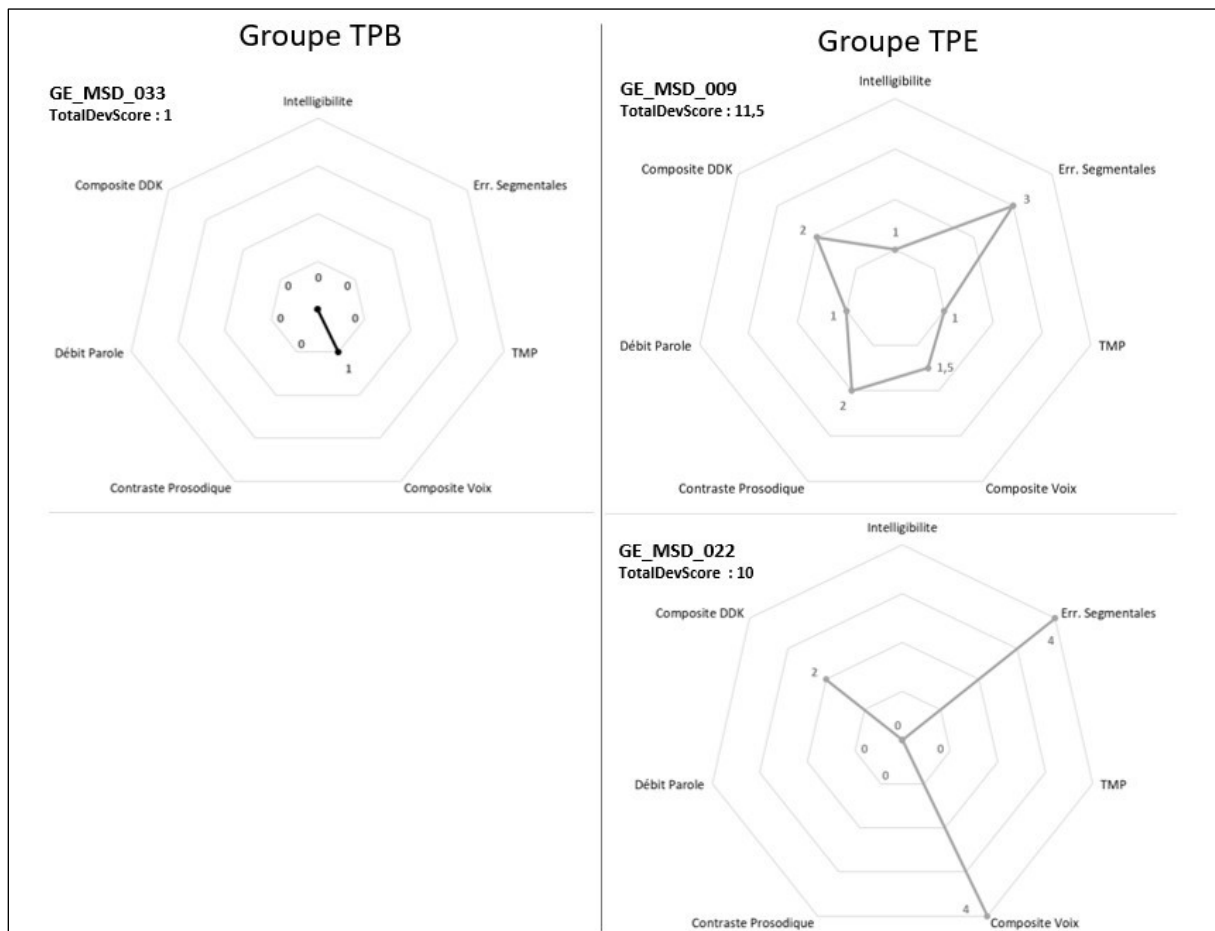 Groupe TPB
GE_MSD_033
TotalDevScore : 1
Intelligibilite
Composite DDK
Err. Segmentales
0
0
0
0
0
0
1
Débit Parole
TMP
Contraste Prosodique
Composite Voix
Groupe TPE
GE_MSD_009
TotalDevScore : 11,5
Intelligibilite
Composite DDK
Err. Segmentales
3
2
1
1
1
1,5
2
Débit Parole
TMP
Contraste Prosodique
Composite Voix
GE_MSD_022
TotalDevScore : 10
Intelligibilite
Composite DDK
Err. Segmentales
4
2
0
0
0
0
Débit Parole
TMP
4
Contraste Prosodique
Composite Voix